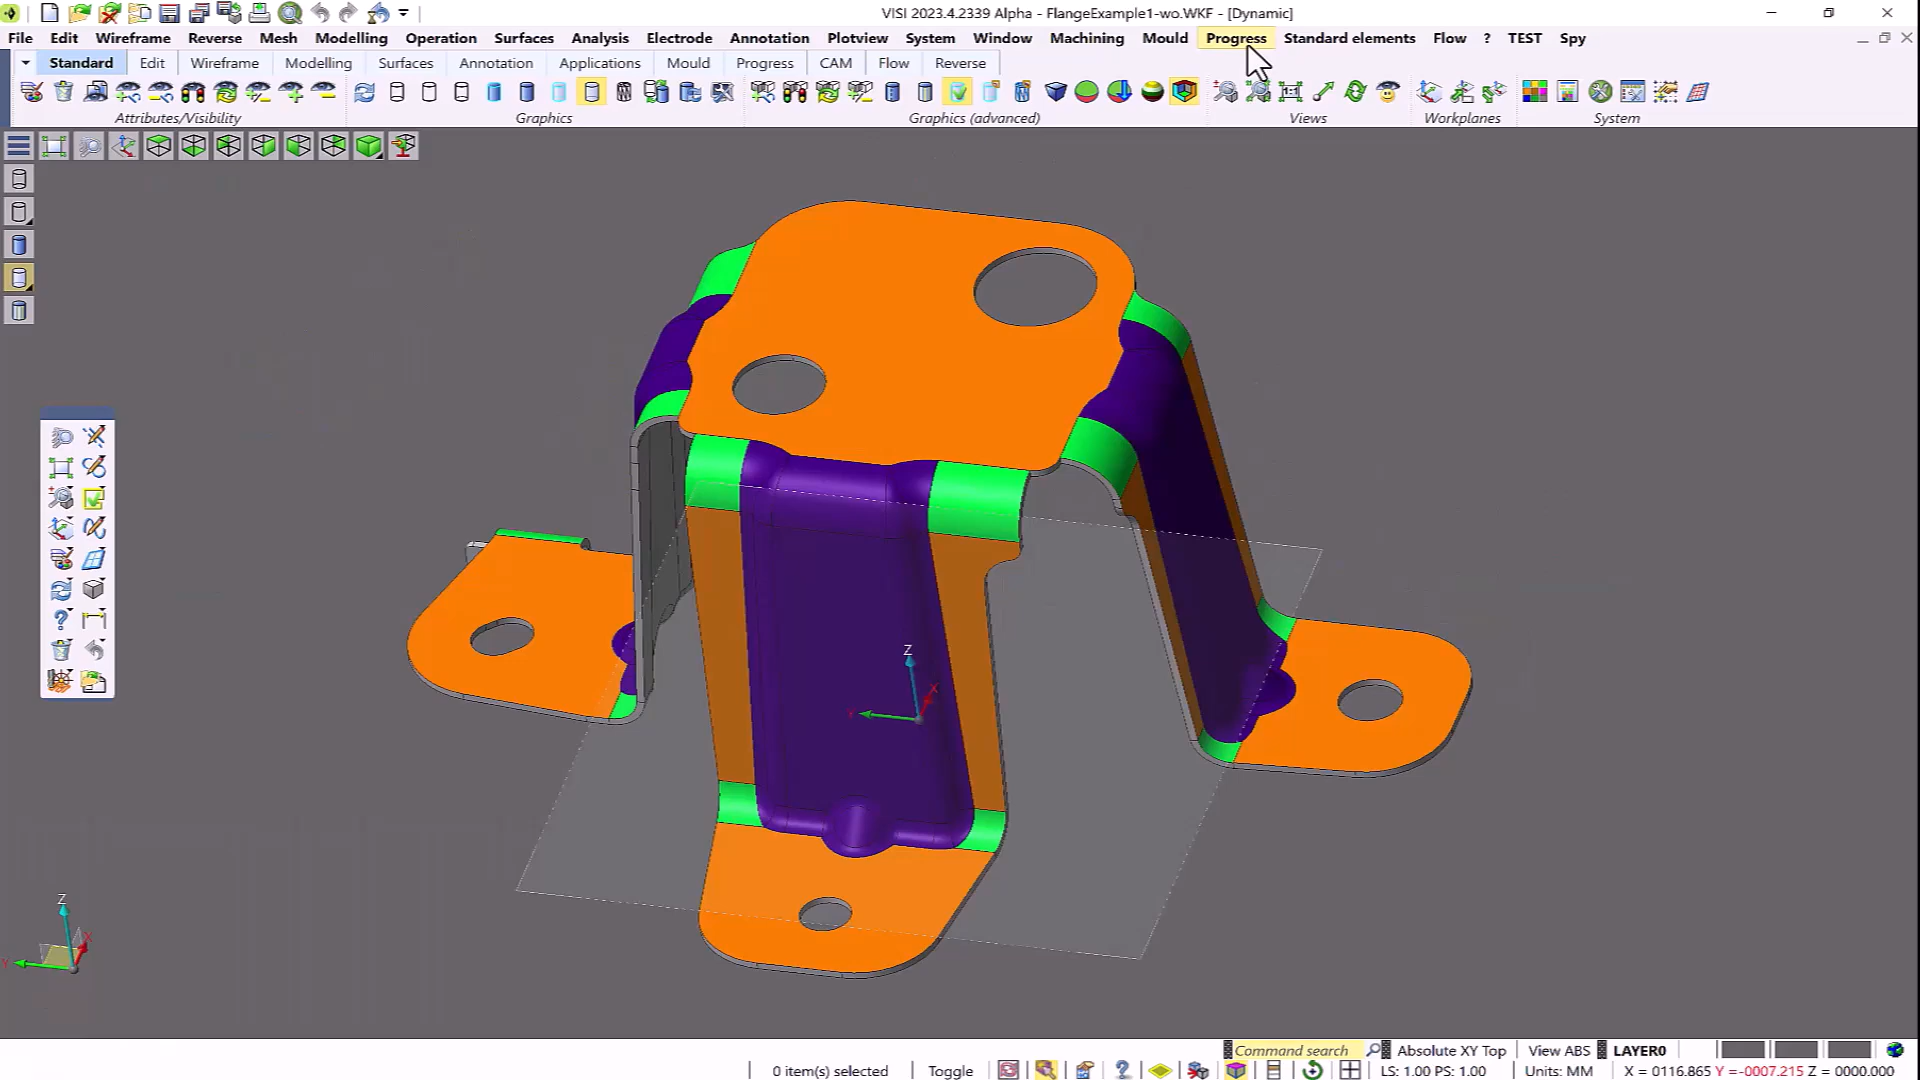 VISI 2023.4.2339 Alpha - FlangeExample1-wo.WKF - [Dynamic]
File Edit Wireframe Reverse Mesh Modelling Operation Surfaces Analysis Electrode Annotation Plotview System Window Machining Mould Progress Standard elements Flow ? TEST Spy
Standard Edit Wireframe Modelling Surfaces Annotation Applications Mould Progress CAM Flow Reverse
Attributes/Visibility Graphics Graphics (advanced) Views Workplanes System
Z
X
Y
Z
X
Y
Command search Absolute XY Top View ABS LAYER0
0 item(s) selected Toggle LS: 1.00 PS: 1.00 Units: MM X = 0116.865 Y =-0007.215 Z = 0000.000